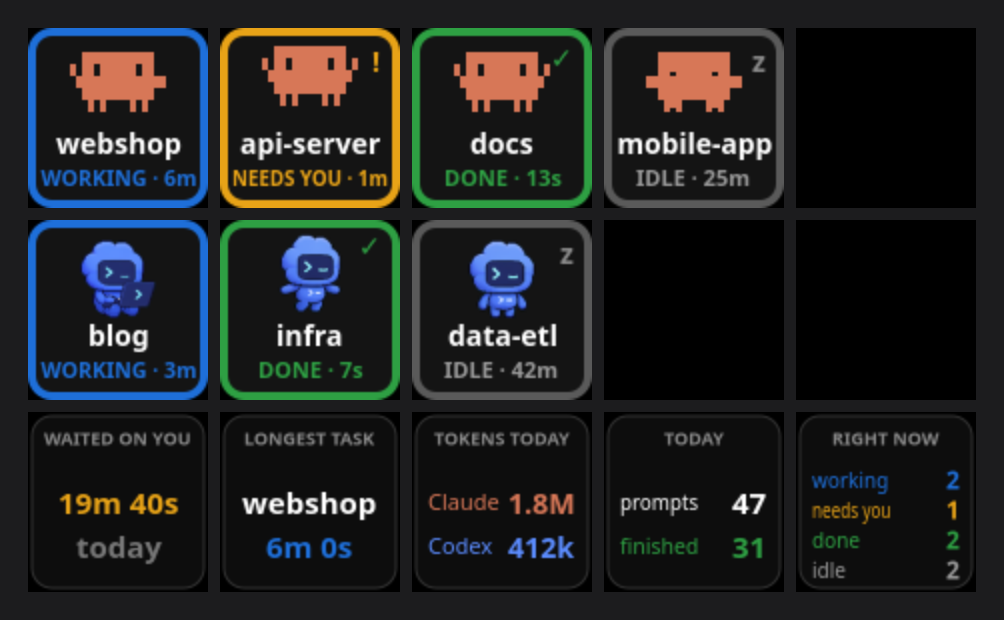 !
✓
z
webshop
api-server
docs
mobile-app
WORKING · 6m
NEEDS YOU · 1m
DONE · 13s
IDLE · 25m
✓
z
blog
infra
data-etl
WORKING · 3m
DONE · 7s
IDLE · 42m
WAITED ON YOU
19m 40s
today
LONGEST TASK
webshop
6m 0s
TOKENS TODAY
Claude 1.8M
Codex 412k
TODAY
prompts 47
finished 31
RIGHT NOW
working 2
needs you 1
done 2
idle 2